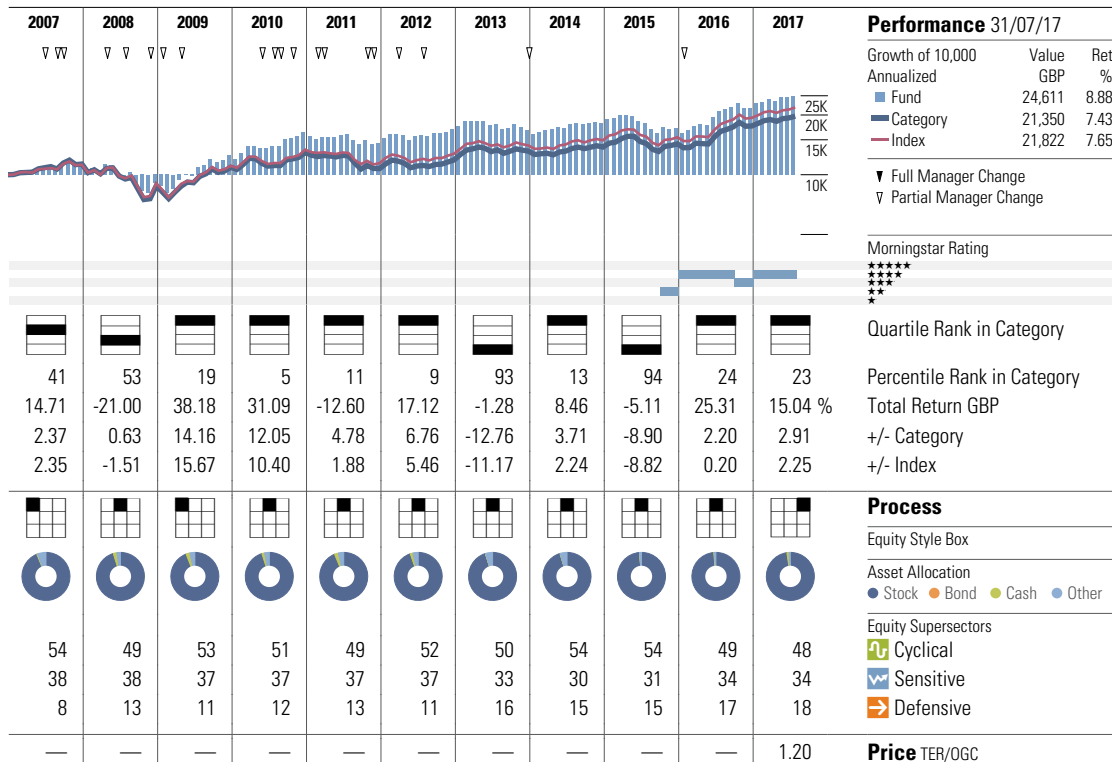 2007 2008 2009 2010 2011 2012 2013 2014 2015 2016 2017
Performance 31/07/17
Growth of 10,000 Value Ret
Annualized GBP %
Fund 24,611 8.88
Category 21,350 7.43
Index 21,822 7.65
▼ Full Manager Change
▽ Partial Manager Change
25K
20K
15K
10K
Morningstar Rating
★★★★★
★★★★
★★★
★★
★
Quartile Rank in Category
41 53 19 5 11 9 93 13 94 24 23 Percentile Rank in Category
14.71 -21.00 38.18 31.09 -12.60 17.12 -1.28 8.46 -5.11 25.31 15.04 % Total Return GBP
2.37 0.63 14.16 12.05 4.78 6.76 -12.76 3.71 -8.90 2.20 2.91 +/- Category
2.35 -1.51 15.67 10.40 1.88 5.46 -11.17 2.24 -8.82 0.20 2.25 +/- Index
Process
Equity Style Box
Asset Allocation
Stock Bond Cash Other
Equity Supersectors
54 49 53 51 49 52 50 54 54 49 48 Cyclical
38 38 37 37 37 37 33 30 31 34 34 Sensitive
8 13 11 12 13 11 16 15 15 17 18 Defensive
— — — — — — — — — — 1.20 Price TER/OGC